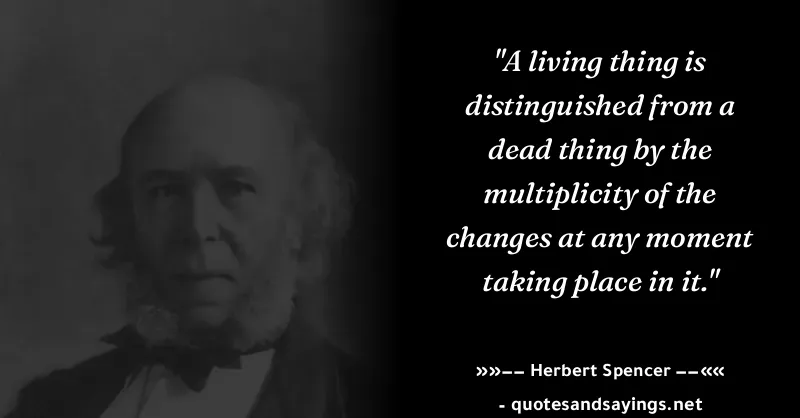 "A living thing is
distinguished from a
dead thing by the
multiplicity of the
changes at any moment
taking place in it."
»»−− Herbert Spencer −−««
- quotesandsayings.net